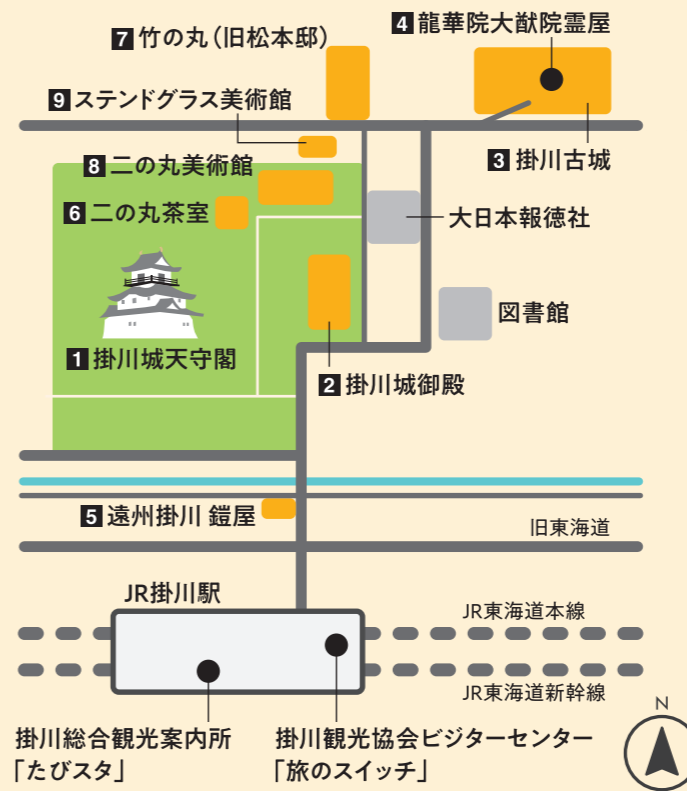 4 龍華院大猷院霊屋
7 竹の丸（旧松本邸）
9 ステンドグラス美術館
3 掛川古城
8 二の丸美術館
6 二の丸茶室
大日本報徳社
図書館
1 掛川城天守閣
2 掛川城御殿
5 遠州掛川 鎧屋
旧東海道
JR掛川駅
JR東海道本線
JR東海道新幹線
掛川総合観光案内所
「たびスタ」
掛川観光協会ビジターセンター
「旅のスイッチ」
N